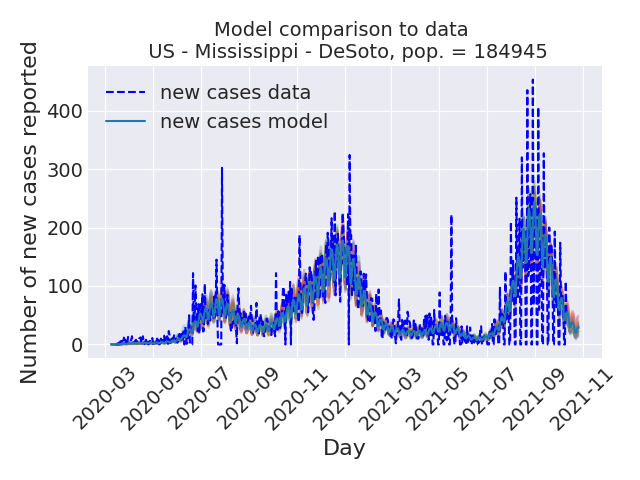 Model comparison to data
US - Mississippi - DeSoto, pop. = 184945
Number of new cases reported
new cases data
new cases model
400
300
200
100
0
2020-03
2020-05
2020-07
2020-09
2020-11
2021-01
2021-03
2021-05
2021-07
2021-09
2021-11
Day